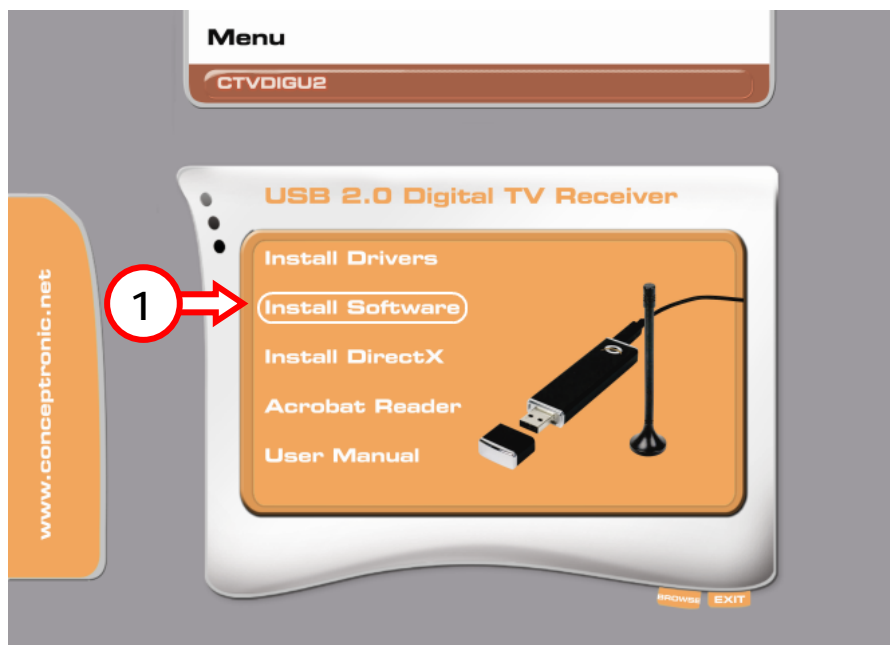 Menu
CTVDIGU2
USB 2.0 Digital TV Receiver
Install Drivers
1
Install Software
Install DirectX
Acrobat Reader
User Manual
www.conceptronic.net
BROWSE
EXIT